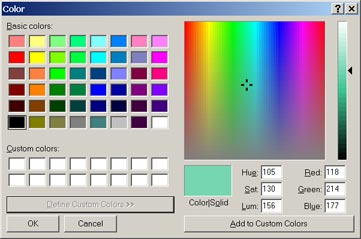 Color
Basic colors:
Custom colors:
Define Custom Colors >>
OK Cancel
Color|Solid
Hue: 105 Red: 118
Sat: 130 Green: 214
Lum: 156 Blue: 177
Add to Custom Colors